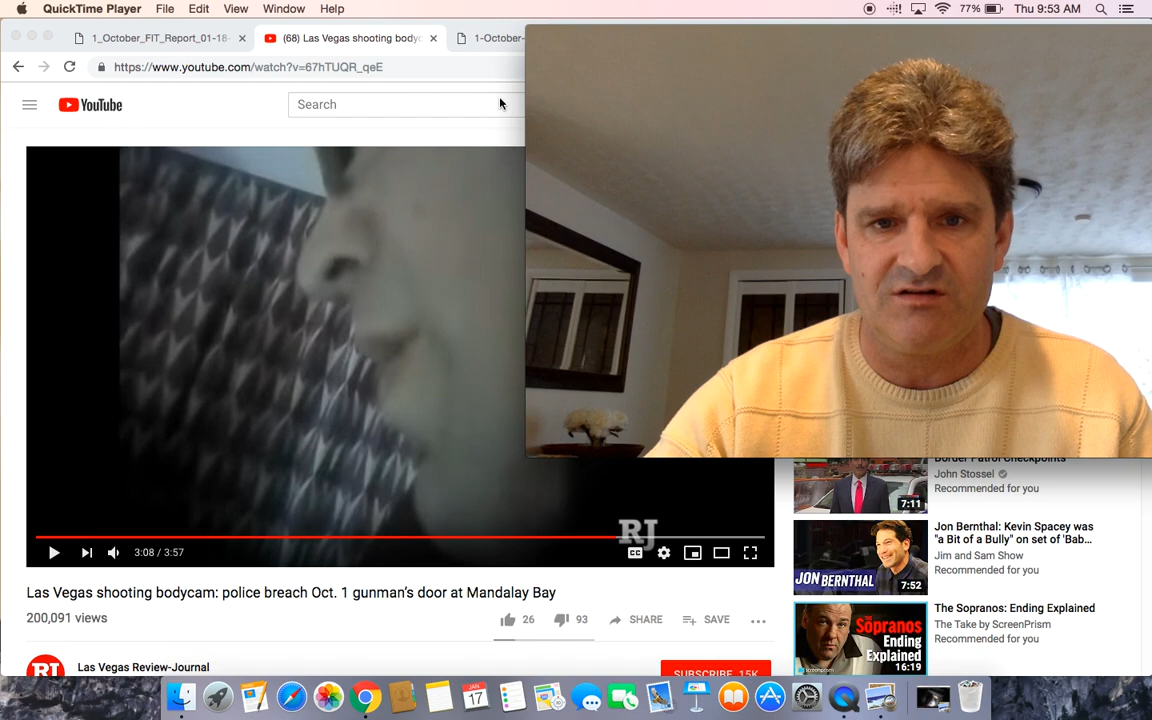 QuickTime Player File Edit View Window Help 77% Thu 9:53 AM
1_October_FIT_Report_01-18- (68) Las Vegas shooting bodyc 1-October-
https://www.youtube.com/watch?v=67hTUQR_qeE
YouTube Search
RJ
CC
3:08 / 3:57
Las Vegas shooting bodycam: police breach Oct. 1 gunman's door at Mandalay Bay
200,091 views
26 93 SHARE SAVE
RJ
Las Vegas Review-Journal
SUBSCRIBE 15K
Border Patrol Checkpoints
John Stossel
Recommended for you
7:11
Jon Bernthal: Kevin Spacey was
"a Bit of a Bully" on set of 'Bab...
Jim and Sam Show
Recommended for you
JON BERNTHAL
7:52
The Sopranos: Ending Explained
The Take by ScreenPrism
Recommended for you
The SOPRANOS
Ending
Explained
16:19
JAN
17